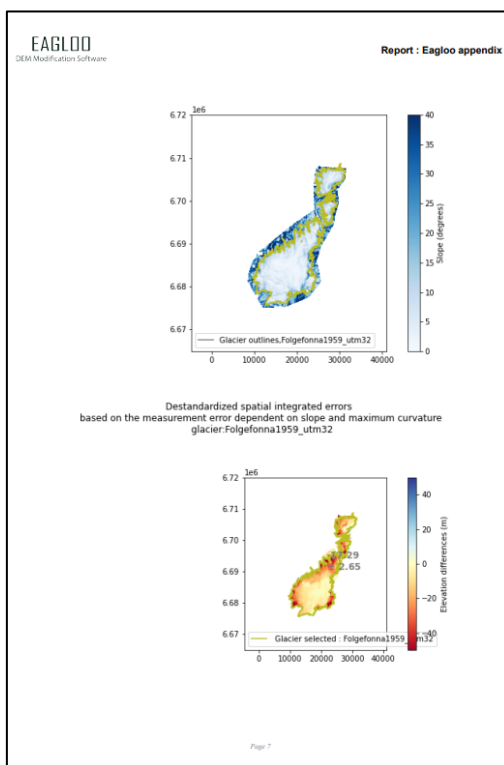 EAGLOO
DEM Modification Software
Report : Eagloo appendix
1e6
6.72
6.71
6.70
6.69
6.68
6.67
0 10000 20000 30000 40000
Glacier outlines,Folgefonna1959_utm32
40
35
30
25
20
15
10
5
0
Slope (degrees)
Destandardized spatial integrated errors
based on the measurement error dependent on slope and maximum curvature
glacier:Folgefonna1959_utm32
1e6
6.72
6.71
6.70
6.69
6.68
6.67
0 10000 20000 30000 40000
29
2.65
Glacier selected : Folgefonna1959_utm32
40
20
0
−20
−40
Elevation differences (m)
Page 7